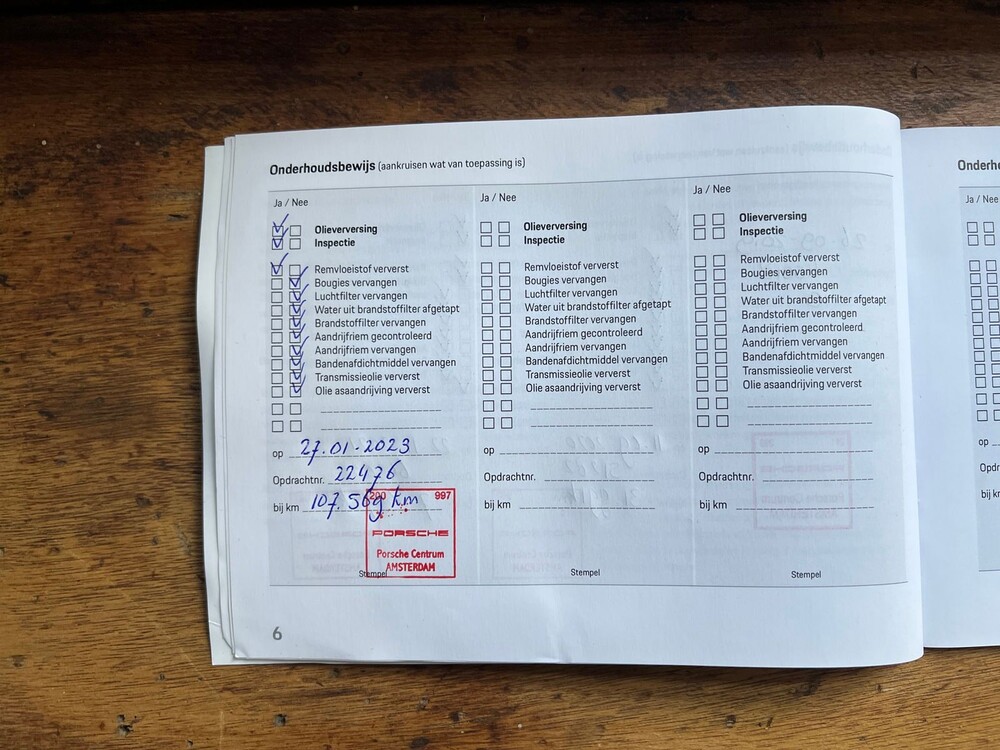 Onderhoudsbewijs (aankruisen wat van toepassing is)
Ja / Nee
Olieverversing
Inspectie
Remvloeistof ververst
Bougies vervangen
Luchtfilter vervangen
Water uit brandstoffilter afgetapt
Brandstoffilter vervangen
Aandrijfriem gecontroleerd
Aandrijfriem vervangen
Bandenafdichtmiddel vervangen
Transmissieolie ververst
Olie asaandrijving ververst
op 27.01.2023
Opdrachtnr. 22476
bij km 107.569 km
200 997
PORSCHE
Porsche Centrum
AMSTERDAM
Stempel
Ja / Nee
Olieverversing
Inspectie
Remvloeistof ververst
Bougies vervangen
Luchtfilter vervangen
Water uit brandstoffilter afgetapt
Brandstoffilter vervangen
Aandrijfriem gecontroleerd
Aandrijfriem vervangen
Bandenafdichtmiddel vervangen
Transmissieolie ververst
Olie asaandrijving ververst
op
Opdrachtnr.
bij km
Stempel
Ja / Nee
Olieverversing
Inspectie
Remvloeistof ververst
Bougies vervangen
Luchtfilter vervangen
Water uit brandstoffilter afgetapt
Brandstoffilter vervangen
Aandrijfriem gecontroleerd
Aandrijfriem vervangen
Bandenafdichtmiddel vervangen
Transmissieolie ververst
Olie asaandrijving ververst
op
Opdrachtnr.
bij km
Stempel
6
Ja / Nee
op
bij k